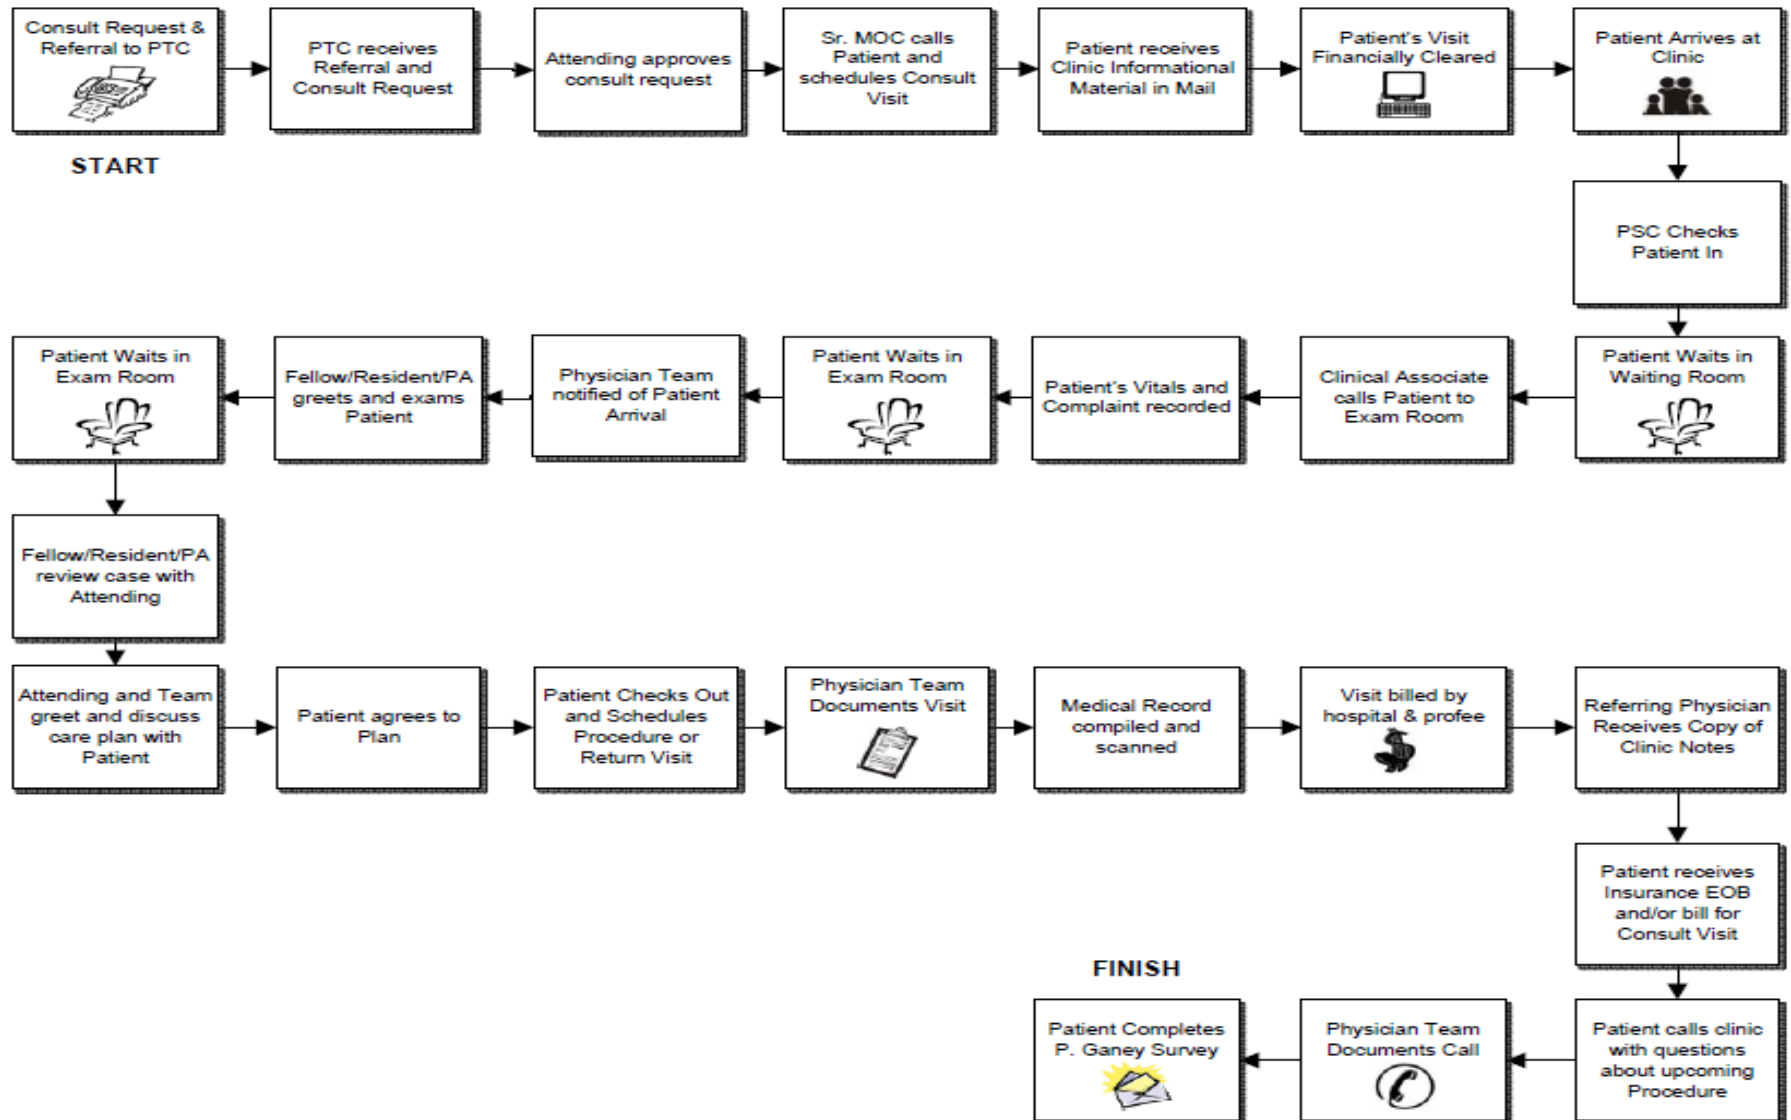 Consult Request &
Referral to PTC
START
PTC receives
Referral and
Consult Request
Attending approves
consult request
Sr. MOC calls
Patient and
schedules Consult
Visit
Patient receives
Clinic Informational
Material in Mail
Patient's Visit
Financially Cleared
Patient Arrives at
Clinic
PSC Checks
Patient In
Patient Waits in
Waiting Room
Clinical Associate
calls Patient to
Exam Room
Patient's Vitals and
Complaint recorded
Patient Waits in
Exam Room
Physician Team
notified of Patient
Arrival
Fellow/Resident/PA
greets and exams
Patient
Patient Waits in
Exam Room
Fellow/Resident/PA
review case with
Attending
Attending and Team
greet and discuss
care plan with
Patient
Patient agrees to
Plan
Patient Checks Out
and Schedules
Procedure or
Return Visit
Physician Team
Documents Visit
Medical Record
compiled and
scanned
Visit billed by
hospital & profee
Referring Physician
Receives Copy of
Clinic Notes
Patient receives
Insurance EOB
and/or bill for
Consult Visit
Patient calls clinic
with questions
about upcoming
Procedure
Physician Team
Documents Call
FINISH
Patient Completes
P. Ganey Survey